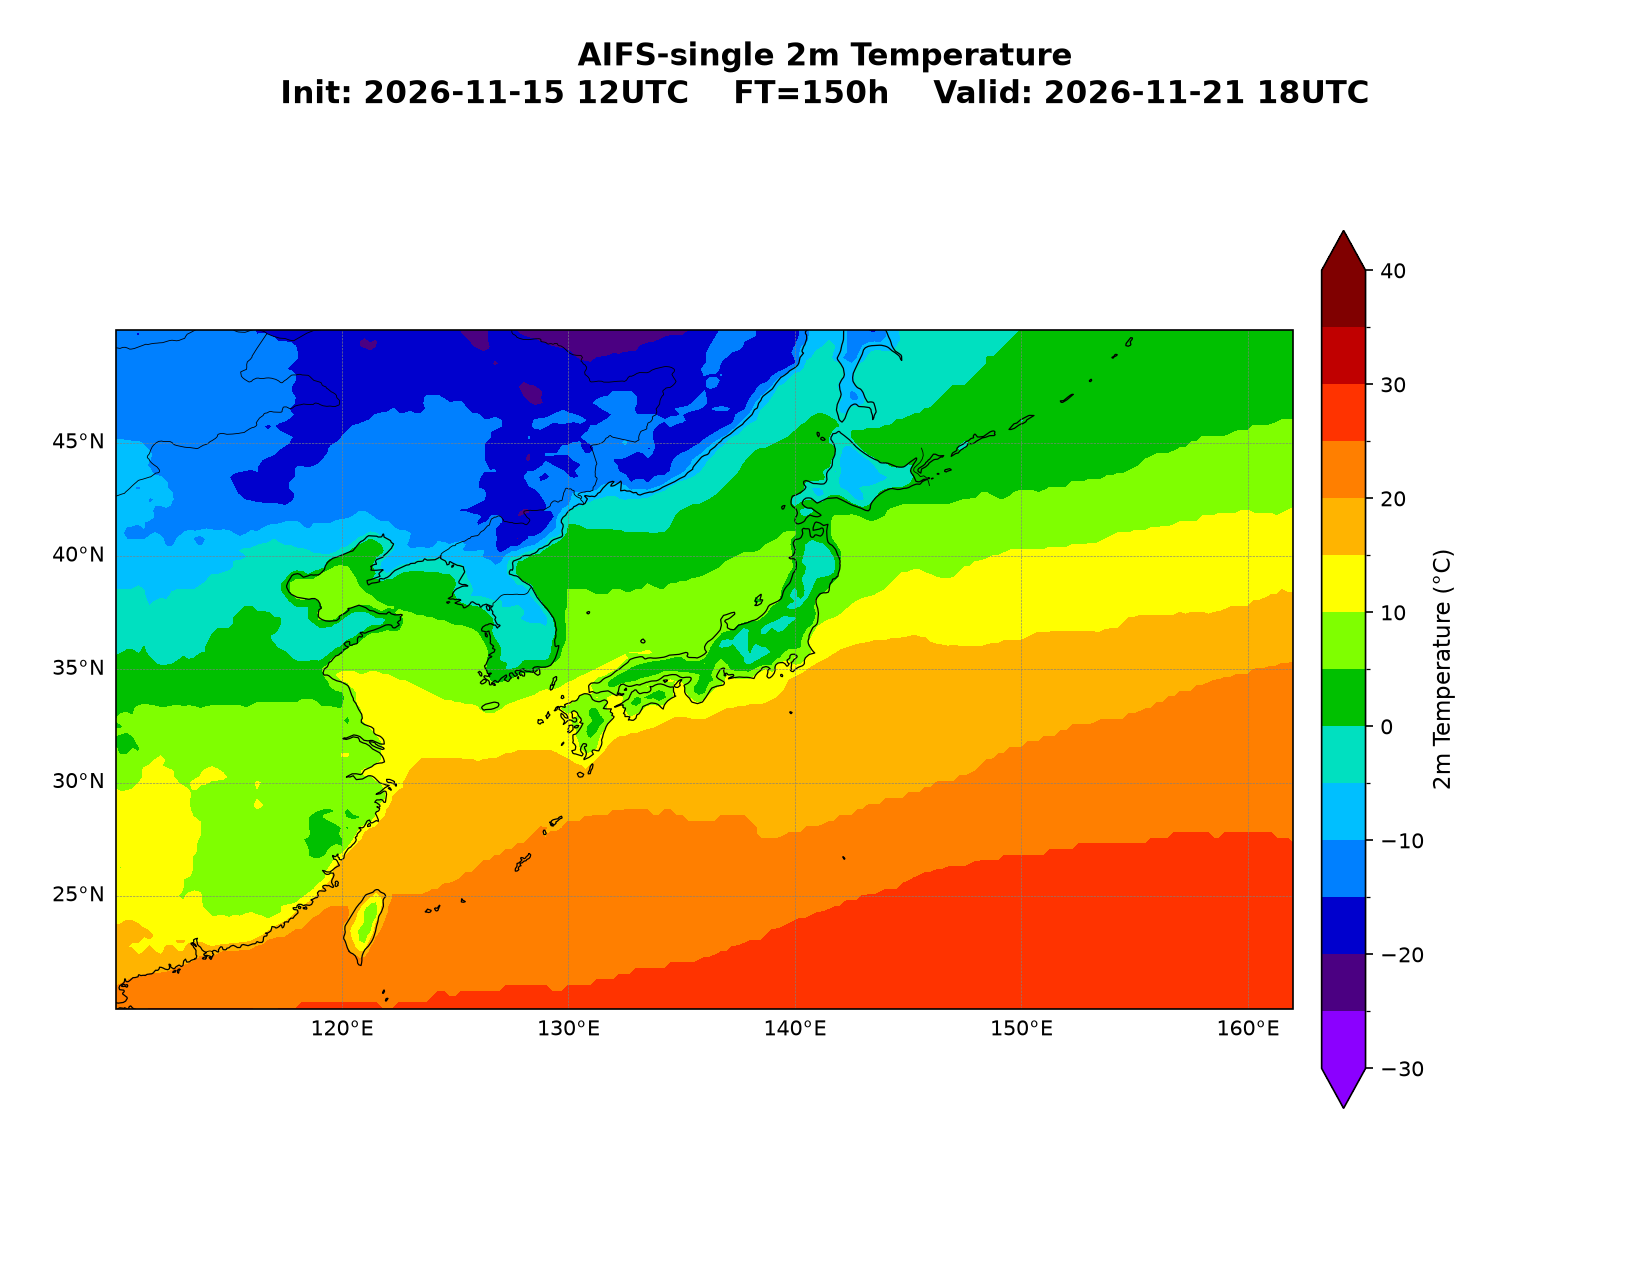 AIFS-single 2m Temperature
Init: 2026-11-15 12UTC    FT=150h    Valid: 2026-11-21 18UTC
45°N
40°N
35°N
30°N
25°N
120°E
130°E
140°E
150°E
160°E
40
30
20
10
0
−10
−20
−30
2m Temperature (°C)